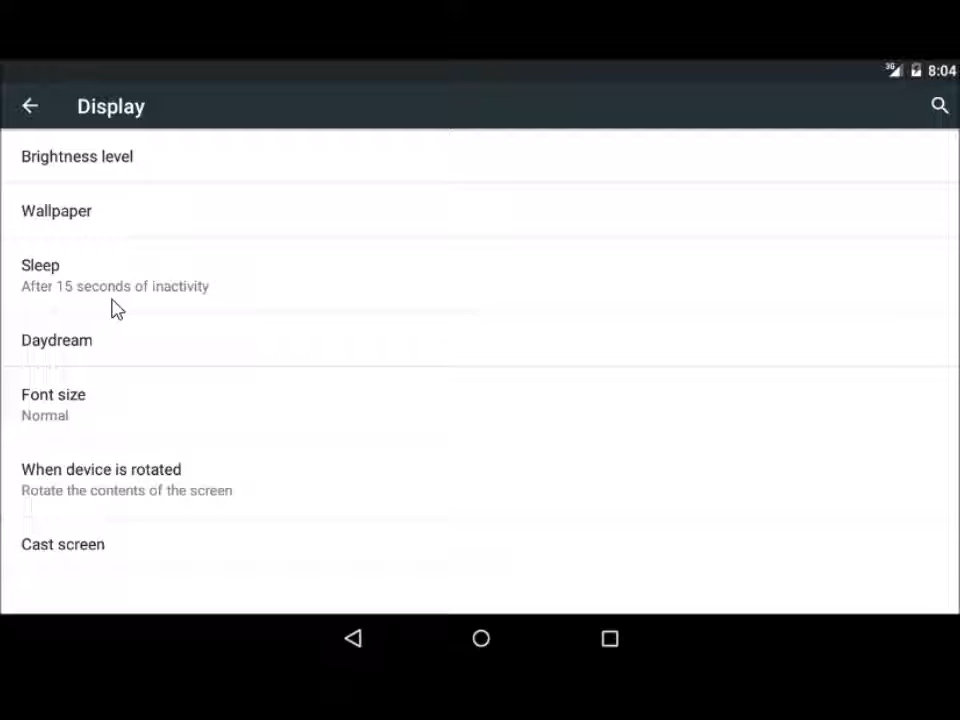 3G 8:04
Display
Brightness level
Wallpaper
Sleep
After 15 seconds of inactivity
Daydream
Font size
Normal
When device is rotated
Rotate the contents of the screen
Cast screen